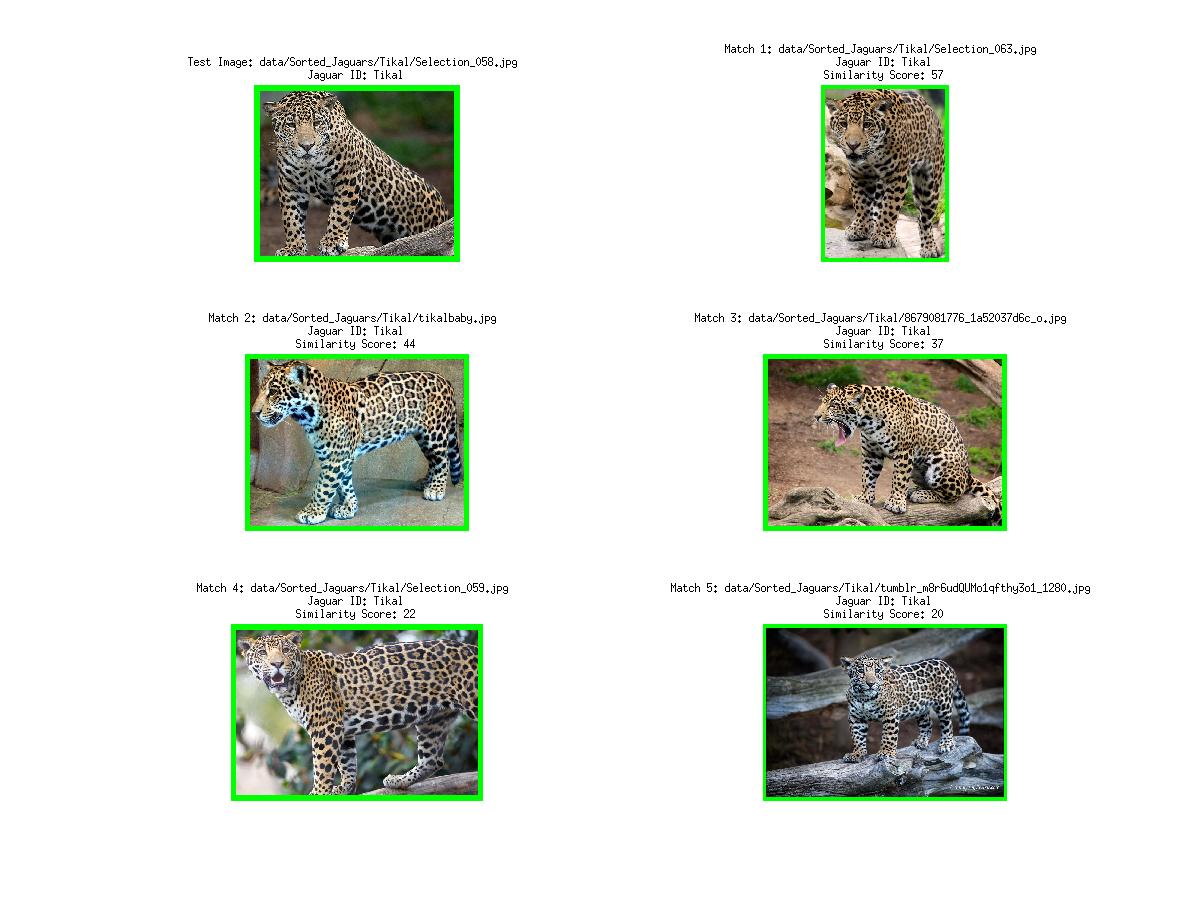 Test Image: data/Sorted_Jaguars/Tikal/Selection_058.jpg
Jaguar ID: Tikal
Match 1: data/Sorted_Jaguars/Tikal/Selection_063.jpg
Jaguar ID: Tikal
Similarity Score: 57
Match 2: data/Sorted_Jaguars/Tikal/tikalbaby.jpg
Jaguar ID: Tikal
Similarity Score: 44
Match 3: data/Sorted_Jaguars/Tikal/8679081776_1a52037d6c_o.jpg
Jaguar ID: Tikal
Similarity Score: 37
Match 4: data/Sorted_Jaguars/Tikal/Selection_059.jpg
Jaguar ID: Tikal
Similarity Score: 22
Match 5: data/Sorted_Jaguars/Tikal/tumblr_m8r6udQUMo1qfthy3o1_1280.jpg
Jaguar ID: Tikal
Similarity Score: 20